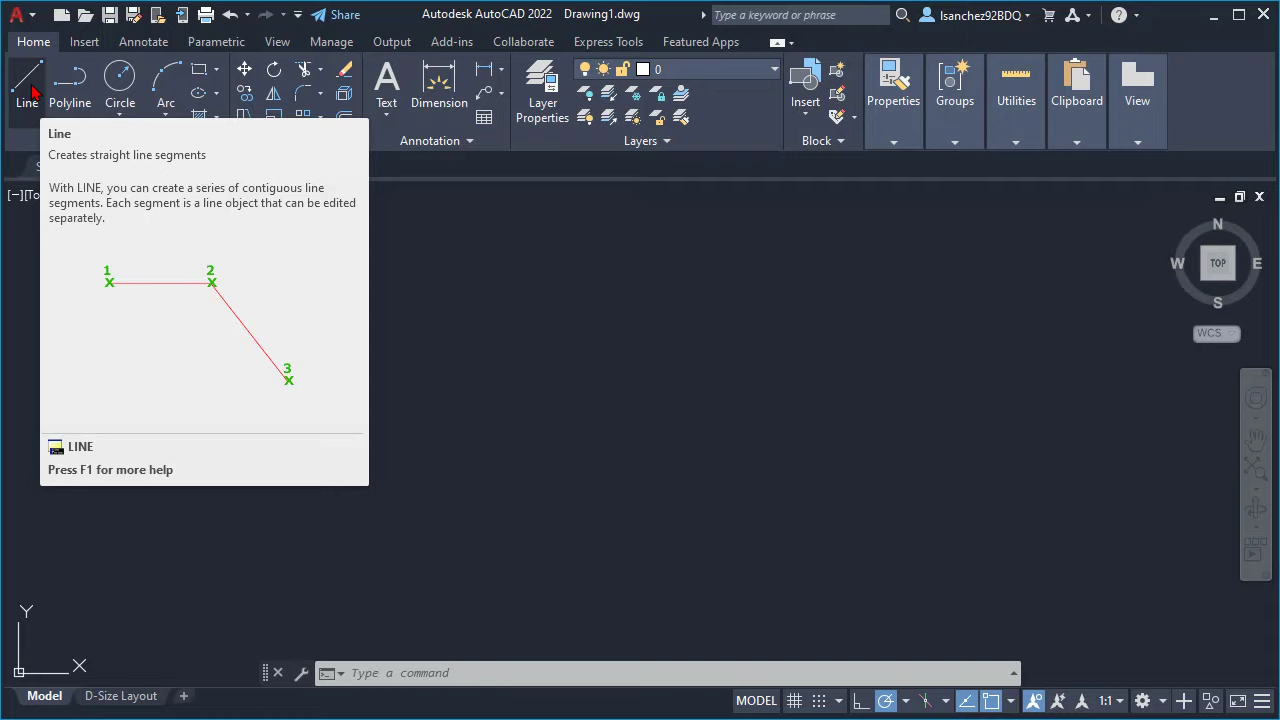 Share
Autodesk AutoCAD 2022 Drawing1.dwg
Type a keyword or phrase
lsanchez92BDQ
Home Insert Annotate Parametric View Manage Output Add-ins Collaborate Express Tools Featured Apps
Line Polyline Circle Arc
Text Dimension
Layer
Properties
0
Insert
Properties Groups Utilities Clipboard View
Annotation Layers Block
[−][To
Line
Creates straight line segments
With LINE, you can create a series of contiguous line
segments. Each segment is a line object that can be edited
separately.
1 2
3
LINE
Press F1 for more help
N
W TOP E
S
WCS
Y
X
Type a command
Model D-Size Layout +
MODEL 1:1